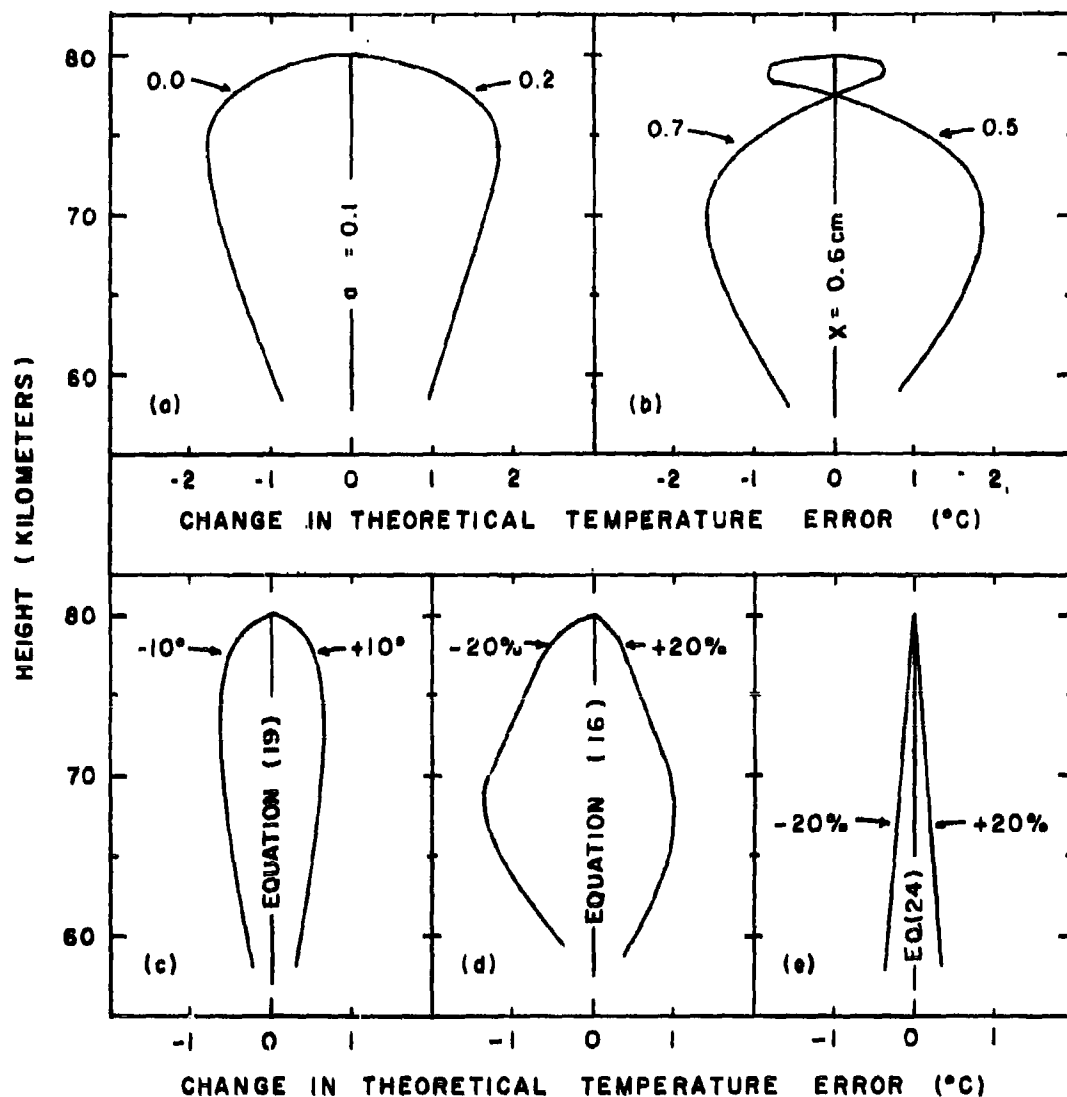 80
70
60
0.0
0.2
a = 0.1
(a)
0.7
0.5
X = 0.6cm
(b)
-2 -1 0 1 2
-2 -1 0 1 2
CHANGE IN THEORETICAL TEMPERATURE ERROR (°C)
HEIGHT (KILOMETERS)
80
70
60
-10°
+10°
EQUATION (19)
(c)
-20%
+20%
EQUATION (16)
(d)
-20%
+20%
EQ.(24)
(e)
-1 0 1
-1 0 1
-1 0 1
CHANGE IN THEORETICAL TEMPERATURE ERROR (°C)